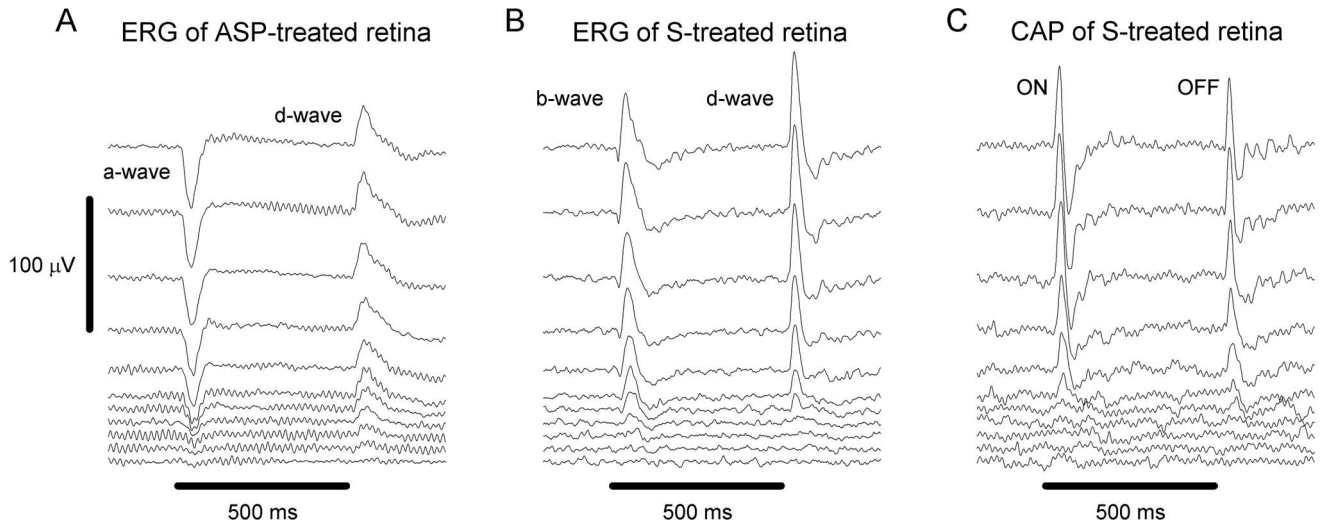 A ERG of ASP-treated retina
d-wave
a-wave
100 μV
500 ms
B ERG of S-treated retina
b-wave d-wave
500 ms
C CAP of S-treated retina
ON OFF
500 ms